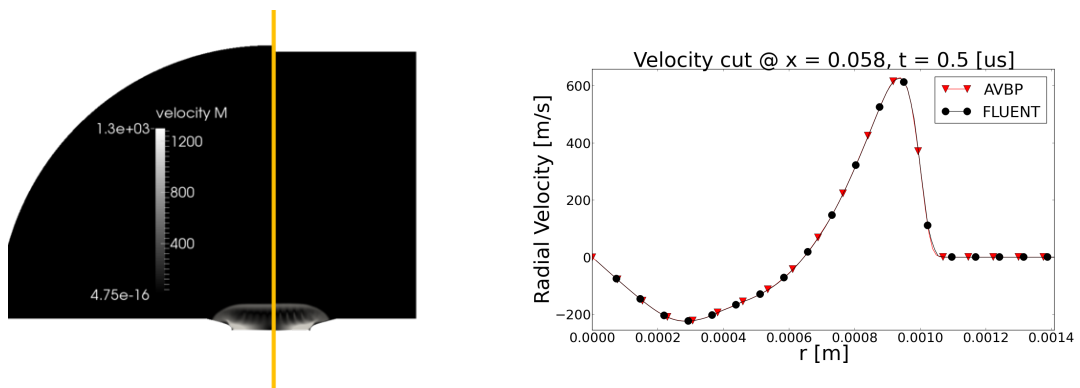 velocity M
1.3e+03
1200
800
400
4.75e-16
Velocity cut @ x = 0.058, t = 0.5 [us]
Radial Velocity [m/s]
600
400
200
0
−200
AVBP
FLUENT
0.0000 0.0002 0.0004 0.0006 0.0008 0.0010 0.0012 0.0014
r [m]